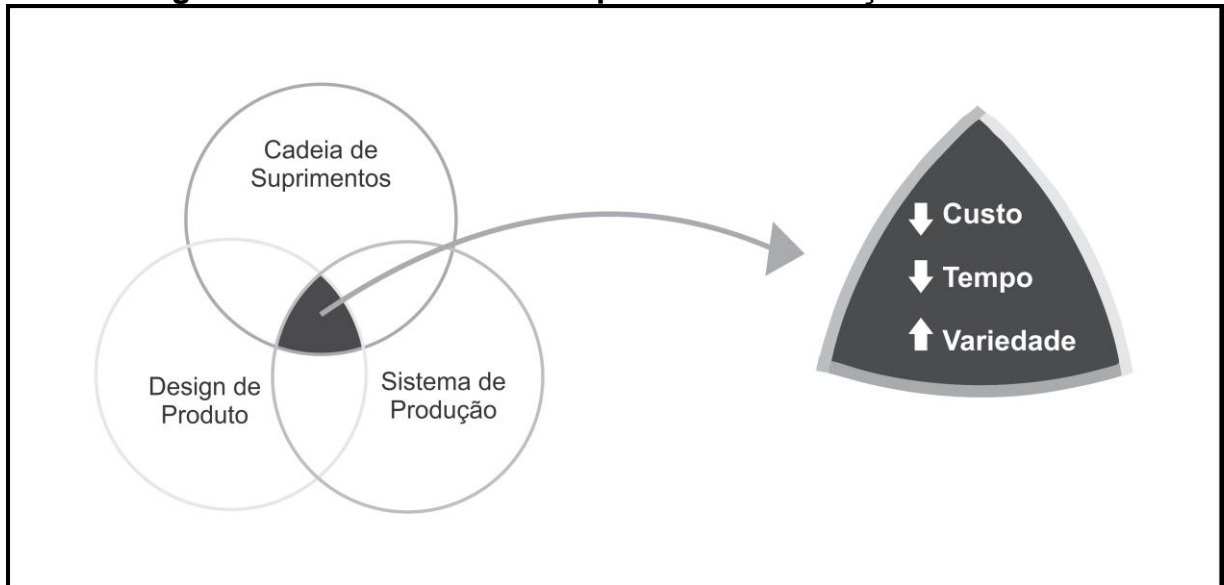 Cadeia de
Suprimentos
Design de
Produto
Sistema de
Produção
Custo
Tempo
Variedade